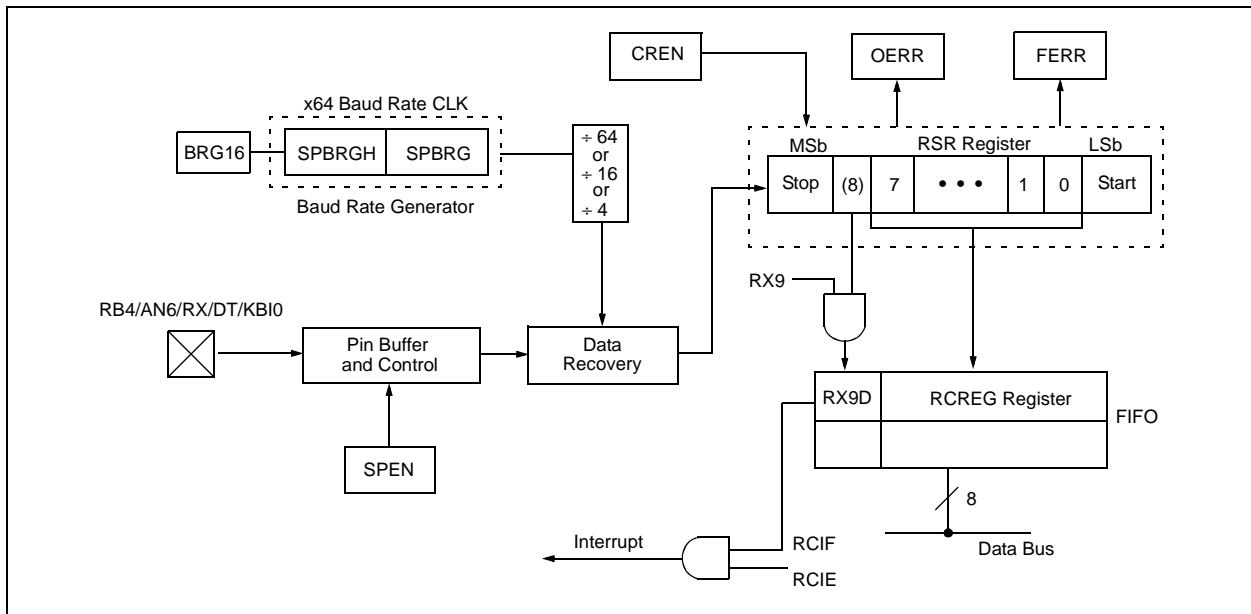 CREN
OERR
FERR
x64 Baud Rate CLK
BRG16
SPBRGH
SPBRG
Baud Rate Generator
÷ 64
or
÷ 16
or
÷ 4
MSb
RSR Register
LSb
Stop
(8)
7
• • •
1
0
Start
RX9
RB4/AN6/RX/DT/KBI0
Pin Buffer
and Control
Data
Recovery
SPEN
RX9D
RCREG Register
FIFO
8
Data Bus
Interrupt
RCIF
RCIE